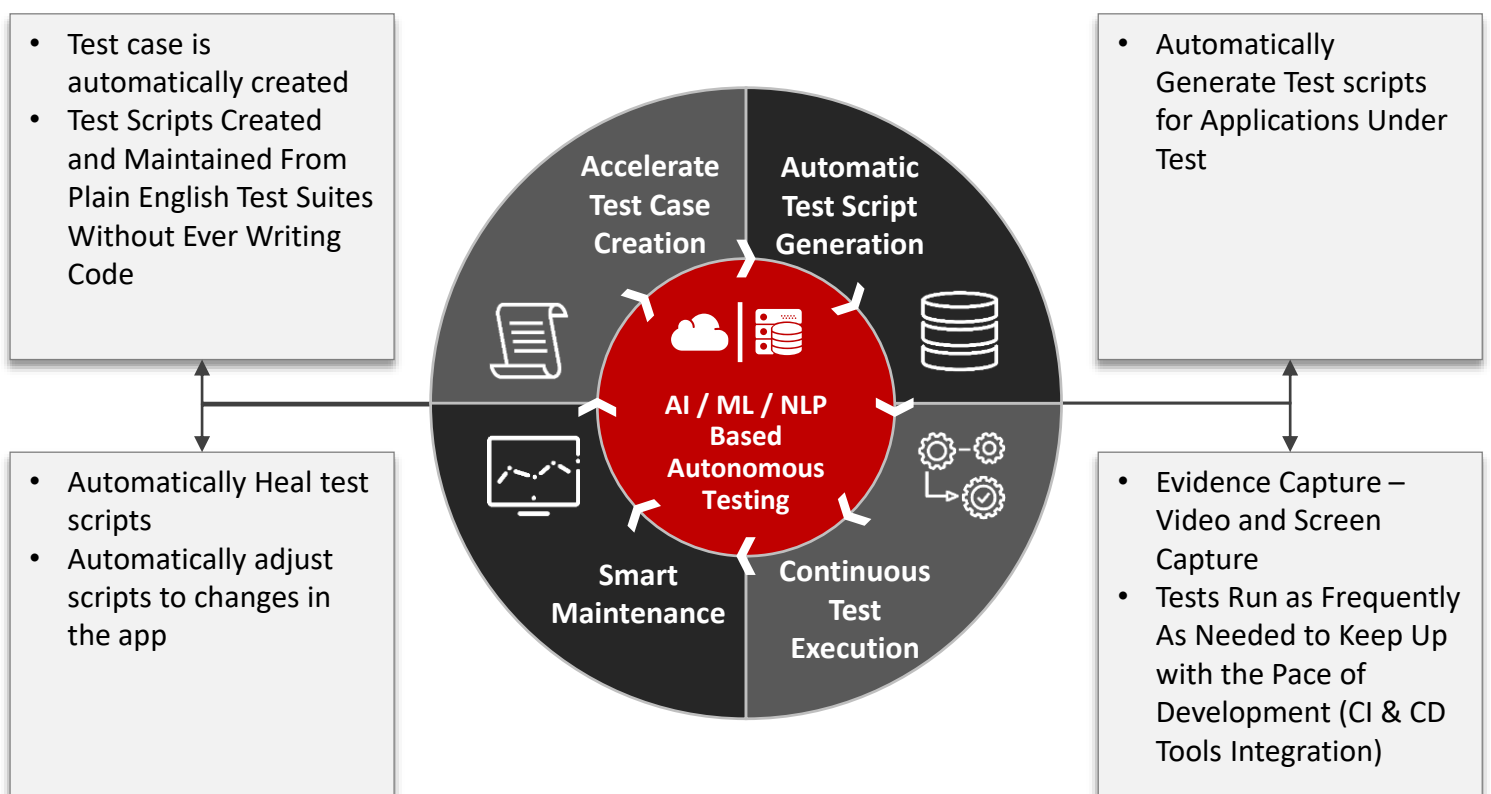 • Test case is
automatically created
• Test Scripts Created
and Maintained From
Plain English Test Suites
Without Ever Writing
Code
• Automatically
Generate Test scripts
for Applications Under
Test
Accelerate
Test Case
Creation
Automatic
Test Script
Generation
AI / ML / NLP
Based
Autonomous
Testing
Smart
Maintenance
Continuous
Test
Execution
• Automatically Heal test
scripts
• Automatically adjust
scripts to changes in
the app
• Evidence Capture –
Video and Screen
Capture
• Tests Run as Frequently
As Needed to Keep Up
with the Pace of
Development (CI & CD
Tools Integration)